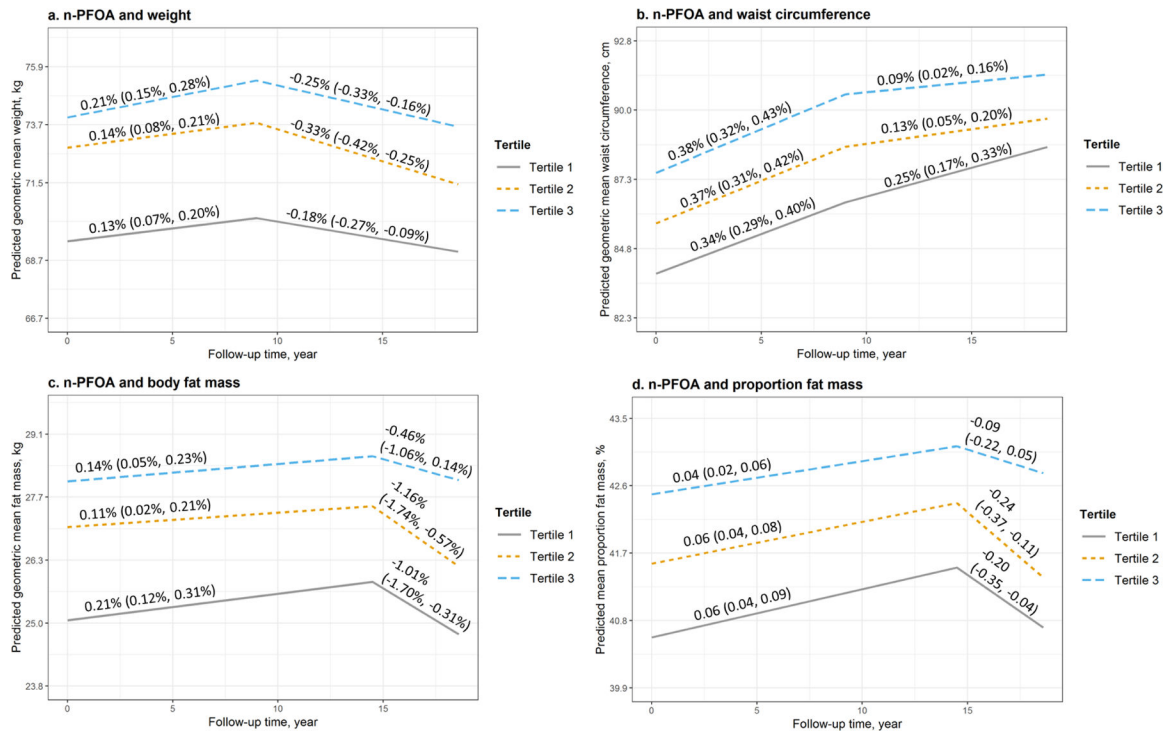 a. n-PFOA and weight
Predicted geometric mean weight, kg
75.9
73.7
71.5
68.7
66.7
0.21% (0.15%, 0.28%)
-0.25% (-0.33%, -0.16%)
0.14% (0.08%, 0.21%)
-0.33% (-0.42%, -0.25%)
0.13% (0.07%, 0.20%)
-0.18% (-0.27%, -0.09%)
0 5 10 15
Follow-up time, year
Tertile
Tertile 1
Tertile 2
Tertile 3
b. n-PFOA and waist circumference
Predicted geometric mean waist circumference, cm
92.8
90.0
87.3
84.8
82.3
0.38% (0.32%, 0.43%)
0.09% (0.02%, 0.16%)
0.37% (0.31%, 0.42%)
0.13% (0.05%, 0.20%)
0.34% (0.29%, 0.40%)
0.25% (0.17%, 0.33%)
0 5 10 15
Follow-up time, year
Tertile
Tertile 1
Tertile 2
Tertile 3
c. n-PFOA and body fat mass
Predicted geometric mean fat mass, kg
29.1
27.7
26.3
25.0
23.8
0.14% (0.05%, 0.23%)
-0.46%
(-1.06%, 0.14%)
0.11% (0.02%, 0.21%)
-1.16%
(-1.74%, -0.57%)
0.21% (0.12%, 0.31%)
-1.01%
(-1.70%, -0.31%)
0 5 10 15
Follow-up time, year
Tertile
Tertile 1
Tertile 2
Tertile 3
d. n-PFOA and proportion fat mass
Predicted mean proportion fat mass, %
43.5
42.6
41.7
40.8
39.9
0.04 (0.02, 0.06)
-0.09
(-0.22, 0.05)
0.06 (0.04, 0.08)
-0.24
(-0.37, -0.11)
0.06 (0.04, 0.09)
-0.20
(-0.35, -0.04)
0 5 10 15
Follow-up time, year
Tertile
Tertile 1
Tertile 2
Tertile 3